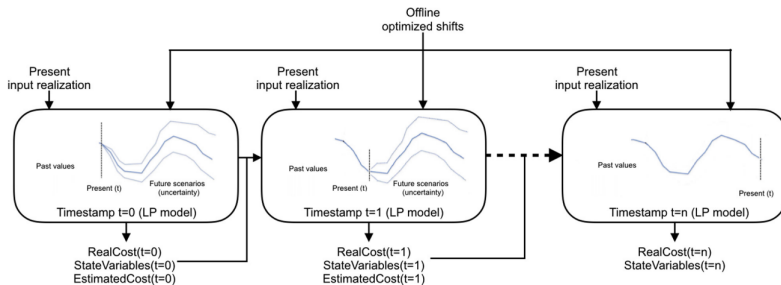 Offline
optimized shifts
Present
input realization
Present
input realization
Present
input realization
Past values
Present (t)
Future scenarios
(uncertainty)
Timestamp t=0 (LP model)
Past values
Present (t)
Future scenarios
(uncertainty)
Timestamp t=1 (LP model)
Past values
Present (t)
Timestamp t=n (LP model)
RealCost(t=0)
StateVariables(t=0)
EstimatedCost(t=0)
RealCost(t=1)
StateVariables(t=1)
EstimatedCost(t=1)
RealCost(t=n)
StateVariables(t=n)